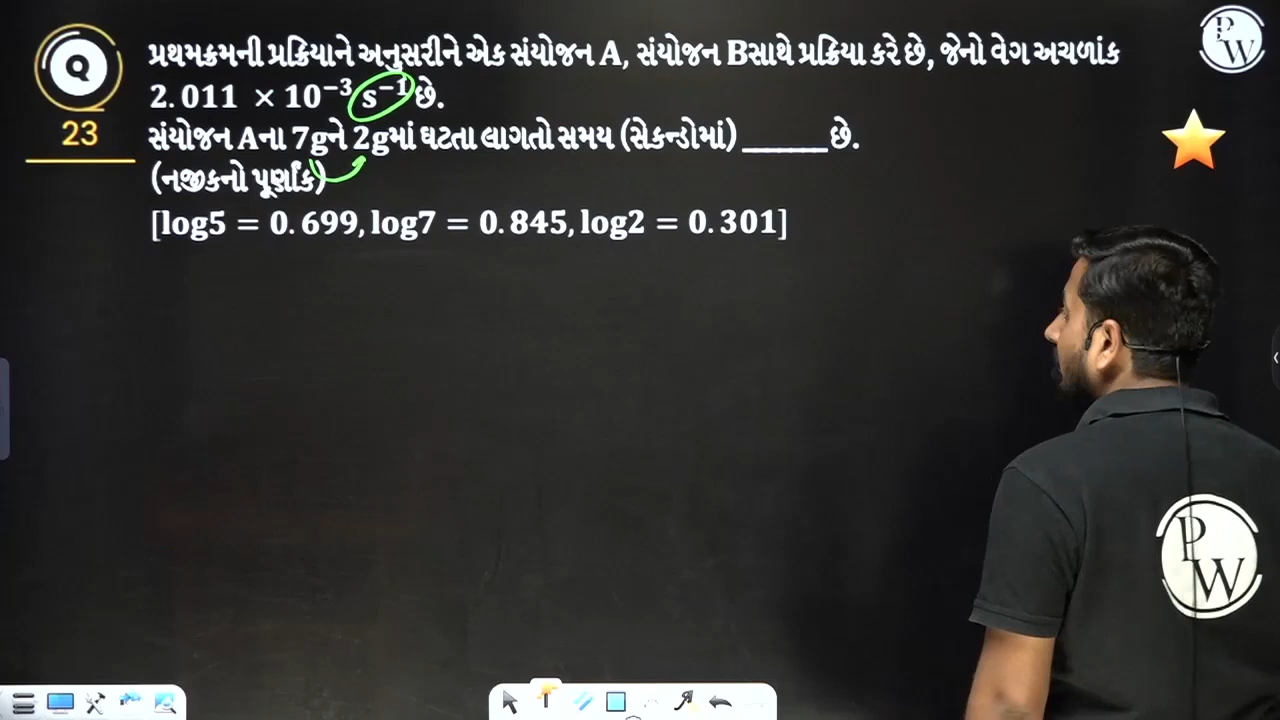 Q
23
પ્રથમક્રમની પ્રક્રિયાને અનુસરીને એક સંયોજન A, સંયોજન Bસાથે પ્રક્રિયા કરે છે, જેનો વેગ અચળાંક
2.011 × 10⁻³ s⁻¹ છે.
સંયોજન Aના 7gને 2gમાં ઘટતા લાગતો સમય (સેકન્ડોમાં) ______ છે.
(નજીકનો પૂર્ણાંક)
[log5 = 0.699, log7 = 0.845, log2 = 0.301]
PW
PW